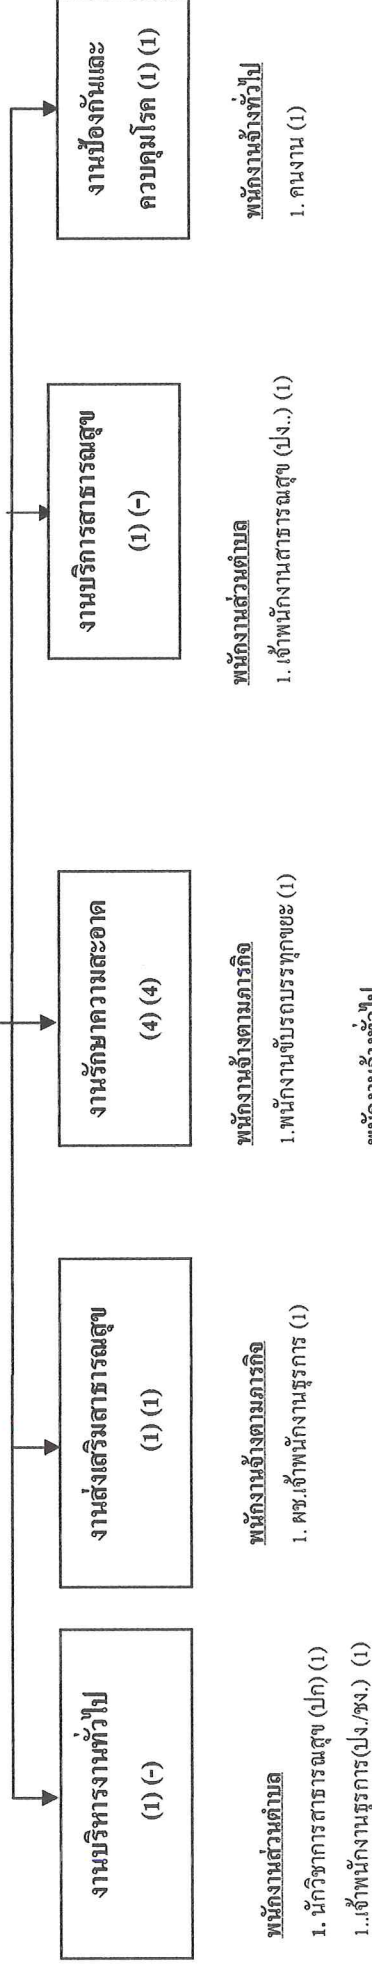 งานบริหารงานทั่วไป
(1) (-)
พนักงานส่วนตำบล
1. นักวิชาการสาธารณสุข (ปก) (1)
1..เจ้าพนักงานธุรการ(ปง./ชง.) (1)
งานส่งเสริมสาธารณสุข
(1) (1)
พนักงานจ้างตามภารกิจ
1. ผช.เจ้าพนักงานธุรการ (1)
งานรักษาความสะอาด
(4) (4)
พนักงานจ้างตามภารกิจ
1.พนักงานขับรถบรรทุกขยะ (1)
งานบริการสาธารณสุข
(1) (-)
พนักงานส่วนตำบล
1. เจ้าพนักงานสาธารณสุข (ปง..) (1)
งานป้องกันและ
ควบคุมโรค (1) (1)
พนักงานจ้างทั่วไป
1. คนงาน (1)